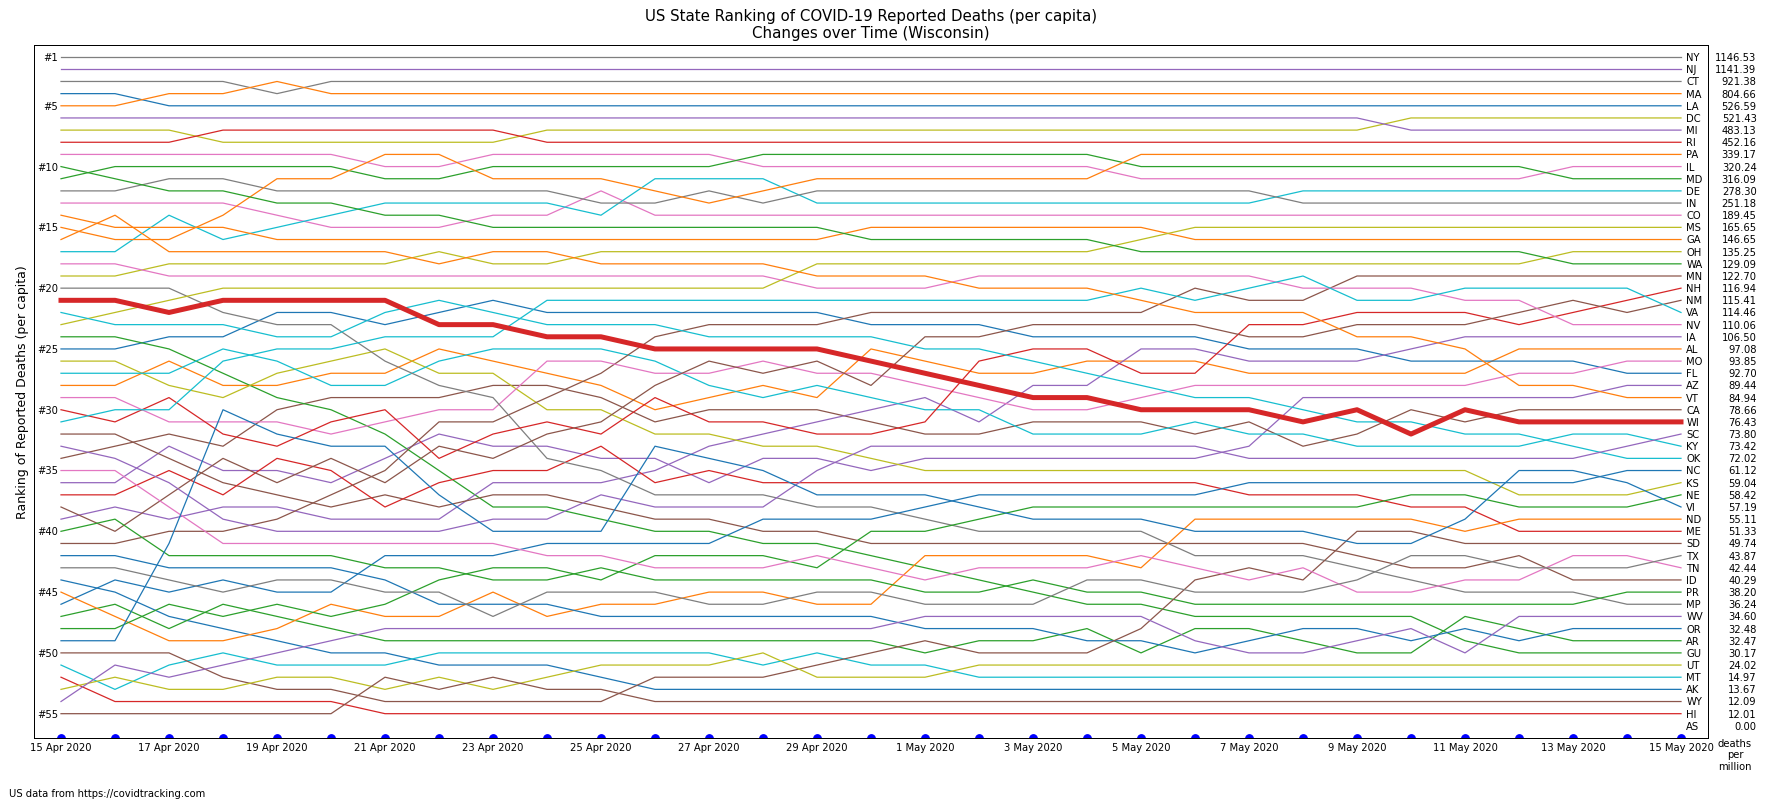 US State Ranking of COVID-19 Reported Deaths (per capita)
Changes over Time (Wisconsin)
Ranking of Reported Deaths (per capita)
#1
#5
#10
#15
#20
#25
#30
#35
#40
#45
#50
#55
NY 1146.53
NJ 1141.39
CT 921.38
MA 804.66
LA 526.59
DC 521.43
MI 483.13
RI 452.16
PA 339.17
IL 320.24
MD 316.09
DE 278.30
IN 251.18
CO 189.45
MS 165.65
GA 146.65
OH 135.25
WA 129.09
MN 122.70
NH 116.94
NM 115.41
VA 114.46
NV 110.06
IA 106.50
AL 97.08
MO 93.85
FL 92.70
AZ 89.44
VT 84.94
CA 78.66
WI 76.43
SC 73.80
KY 73.42
OK 72.02
NC 61.12
KS 59.04
NE 58.42
VI 57.19
ND 55.11
ME 51.33
SD 49.74
TX 43.87
TN 42.44
ID 40.29
PR 38.20
MP 36.24
WV 34.60
OR 32.48
AR 32.47
GU 30.17
UT 24.02
MT 14.97
AK 13.67
WY 12.09
HI 12.01
AS 0.00
15 Apr 2020 17 Apr 2020 19 Apr 2020 21 Apr 2020 23 Apr 2020 25 Apr 2020 27 Apr 2020 29 Apr 2020 1 May 2020 3 May 2020 5 May 2020 7 May 2020 9 May 2020 11 May 2020 13 May 2020 15 May 2020
deaths
per
million
US data from https://covidtracking.com